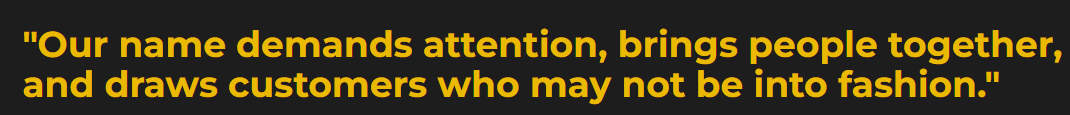 "Our name demands attention, brings people together,
and draws customers who may not be into fashion."